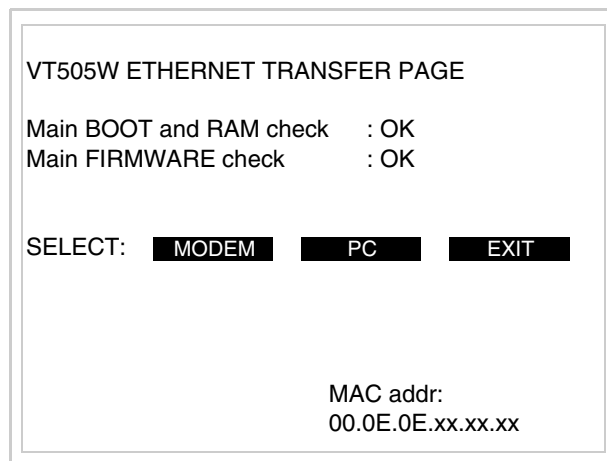 VT505W ETHERNET TRANSFER PAGE
Main BOOT and RAM check : OK
Main FIRMWARE check : OK
SELECT: MODEM PC EXIT
MAC addr:
00.0E.0E.xx.xx.xx